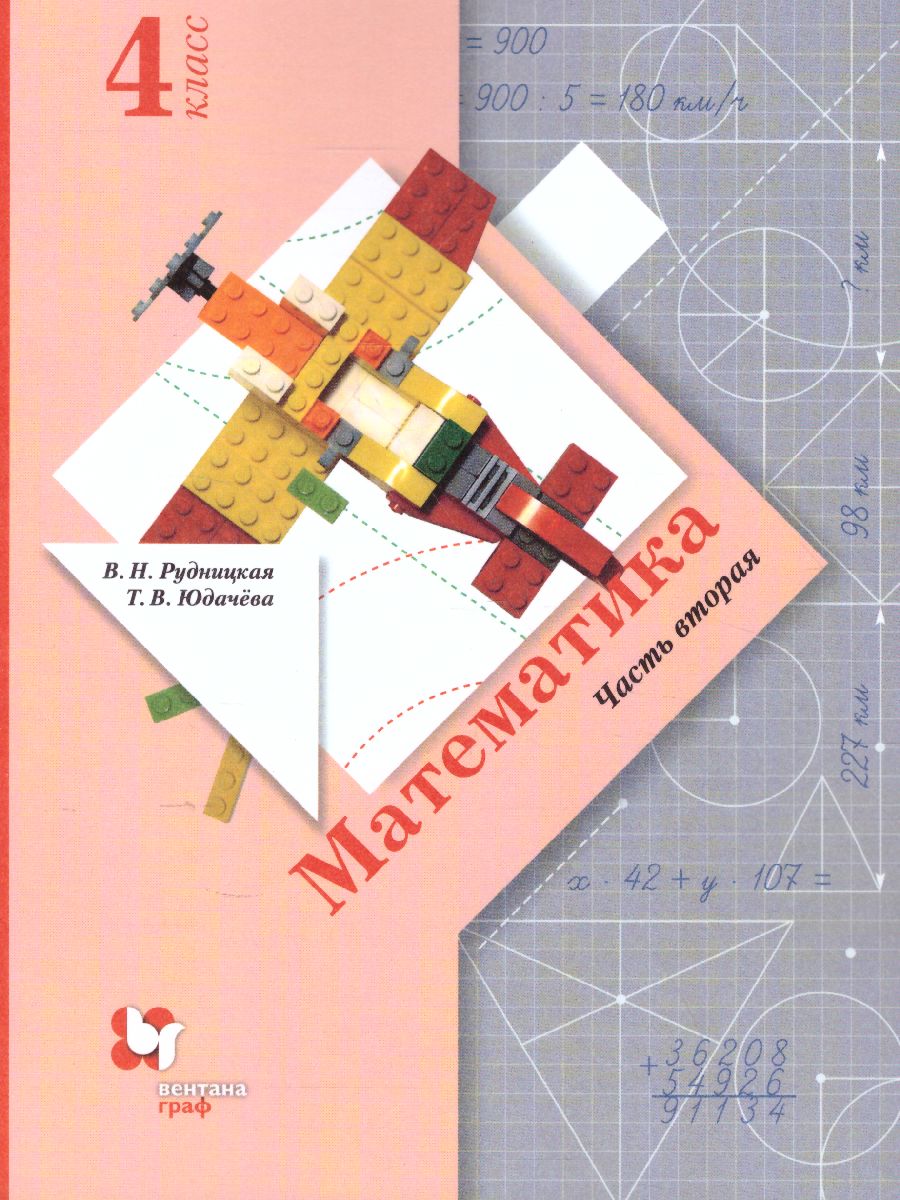 4
класс
= 900
900 : 5 = 180 км/ч
? км
98 км
В. Н. Рудницкая
Т. В. Юдачёва
Математика
Часть вторая
227 км
x · 42 + y · 107 =
+36208
54926
91134
вентана
граф